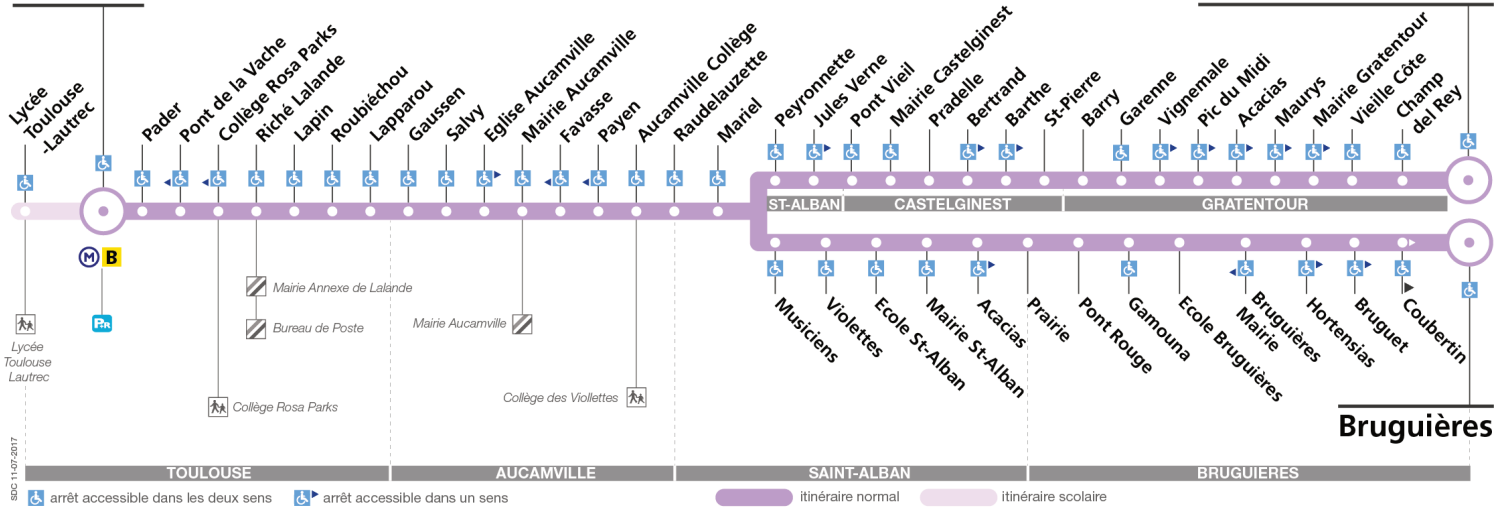 Lycée
Toulouse
-Lautrec
Pader
Pont de la Vache
Collège Rosa Parks
Riché Lalande
Lapin
Roubiéchou
Lapparou
Gaussen
Salvy
Eglise Aucamville
Mairie Aucamville
Favasse
Payen
Aucamville Collège
Raudelauzette
Mariel
Peyronnette
Jules Verne
Pont Vieil
Mairie Castelginest
Pradelle
Bertrand
Barthe
St-Pierre
Barry
Garenne
Vignemale
Pic du Midi
Acacias
Maurys
Mairie Gratentour
Vieille Côte
Champ
del Rey
ST-ALBAN
CASTELGINEST
GRATENTOUR
M B
P+R
Musiciens
Violettes
Ecole St-Alban
Mairie St-Alban
Acacias
Prairie
Pont Rouge
Gamouna
Ecole Bruguières
Bruguières
Mairie
Hortensias
Bruguet
Coubertin
Bruguières
Lycée
Toulouse
Lautrec
Mairie Annexe de Lalande
Bureau de Poste
Collège Rosa Parks
Mairie Aucamville
Collège des Viollettes
SDC 11-07-2017
TOULOUSE
AUCAMVILLE
SAINT-ALBAN
BRUGUIERES
arrêt accessible dans les deux sens
arrêt accessible dans un sens
itinéraire normal
itinéraire scolaire